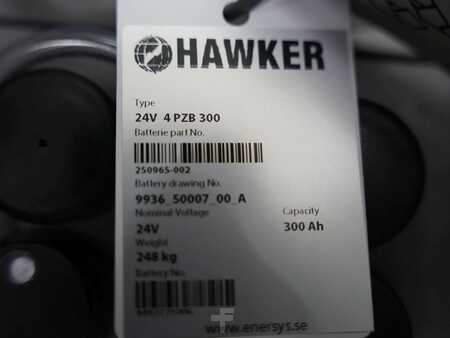 HAWKER
Type
24V 4 PZB 300
Batterie part No.
250965-002
Battery drawing No.
9936_50007_00_A
Nominal Voltage
Capacity
24V
300 Ah
Weight
248 kg
Battery No.
www.enersys.se